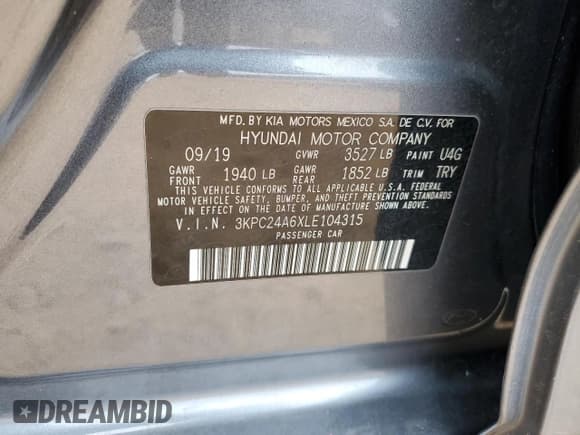 MFD. BY KIA MOTORS MEXICO S.A. DE C.V. FOR
HYUNDAI MOTOR COMPANY
09/19 GVWR 3527 LB PAINT U4G
GAWR FRONT 1940 LB GAWR REAR 1852 LB TRIM TRY
THIS VEHICLE CONFORMS TO ALL APPLICABLE U.S.A. FEDERAL
MOTOR VEHICLE SAFETY, BUMPER, AND THEFT PREVENTION STANDARDS
IN EFFECT ON THE DATE OF MANUFACTURE SHOWN ABOVE.
V.I.N. 3KPC24A6XLE104315
PASSENGER CAR
DREAMBID